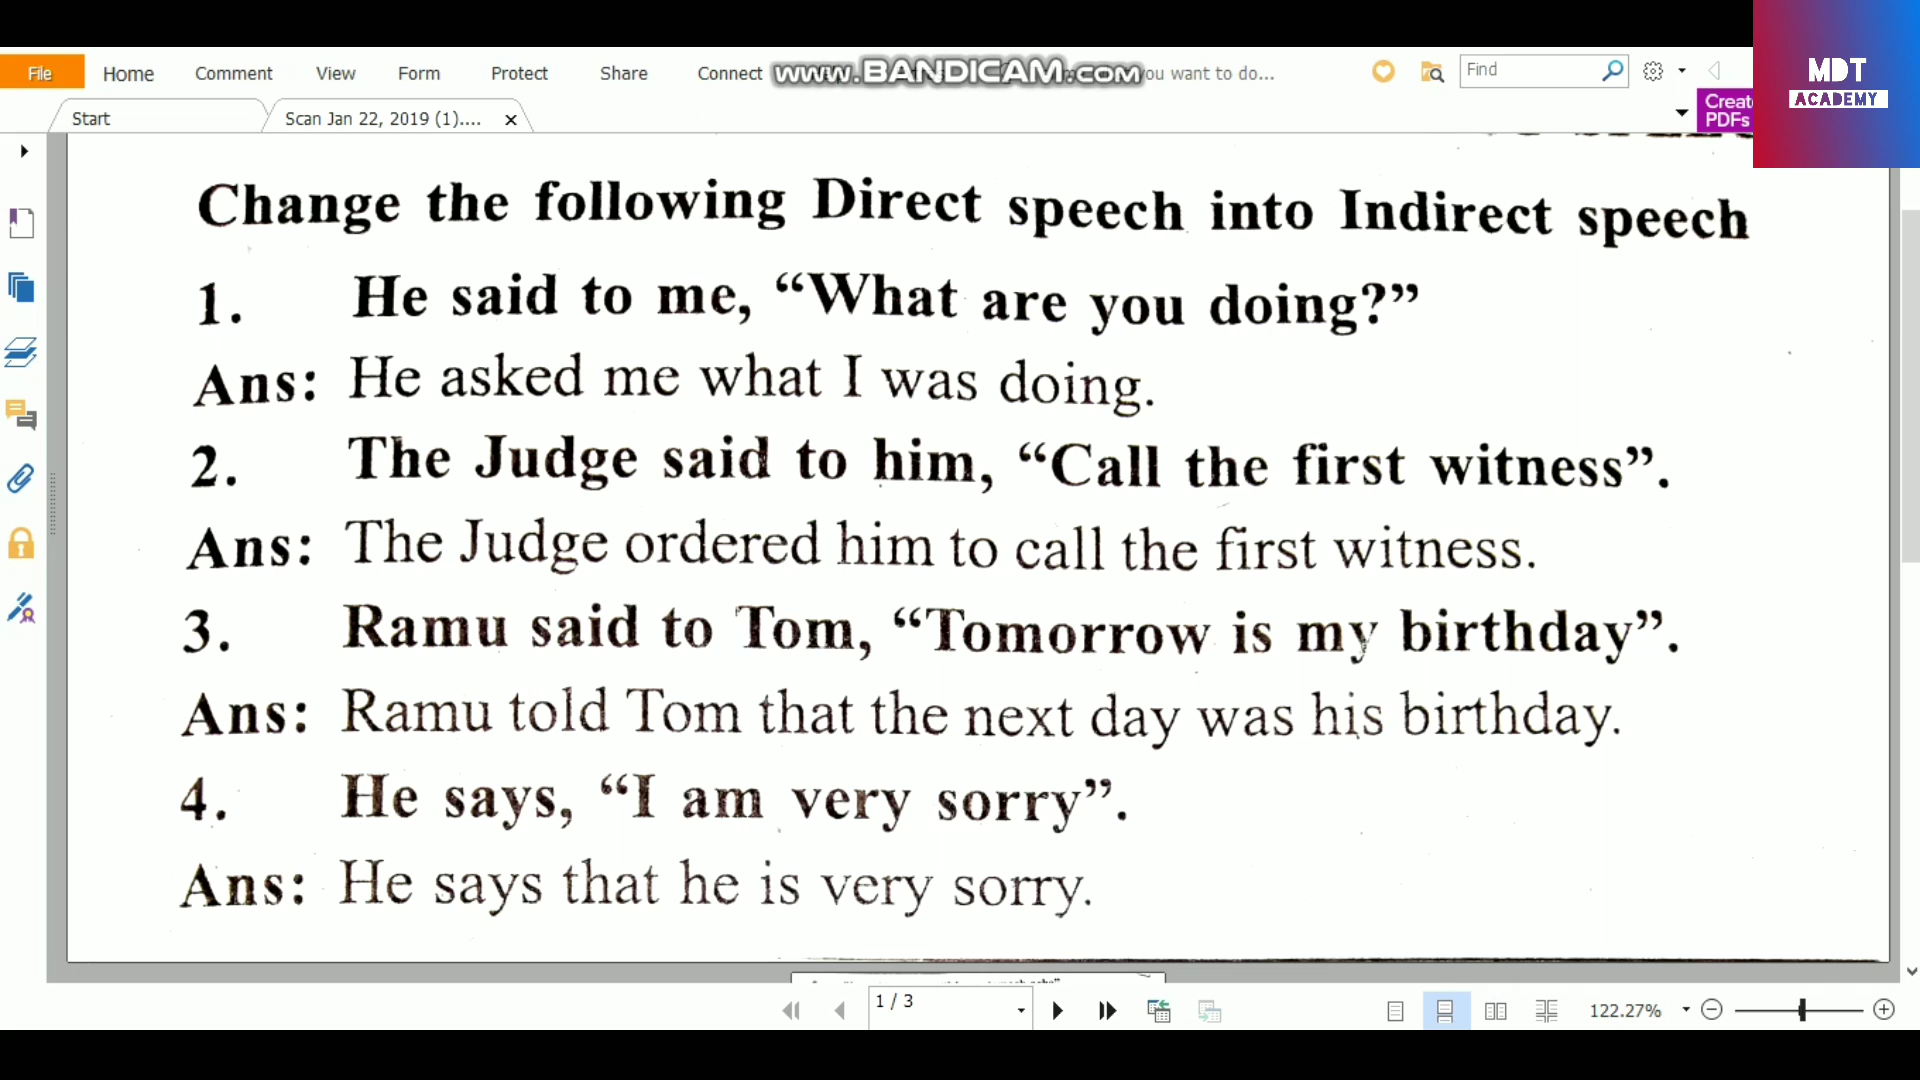 File Home Comment View Form Protect Share Connect www.BANDICAM.com you want to do... Find
MDT
ACADEMY
Start Scan Jan 22, 2019 (1)....
Creat
PDFs
Change the following Direct speech into Indirect speech
1. He said to me, “What are you doing?”
Ans: He asked me what I was doing.
2. The Judge said to him, “Call the first witness”.
Ans: The Judge ordered him to call the first witness.
3. Ramu said to Tom, “Tomorrow is my birthday”.
Ans: Ramu told Tom that the next day was his birthday.
4. He says, “I am very sorry”.
Ans: He says that he is very sorry.
1 / 3 122.27%